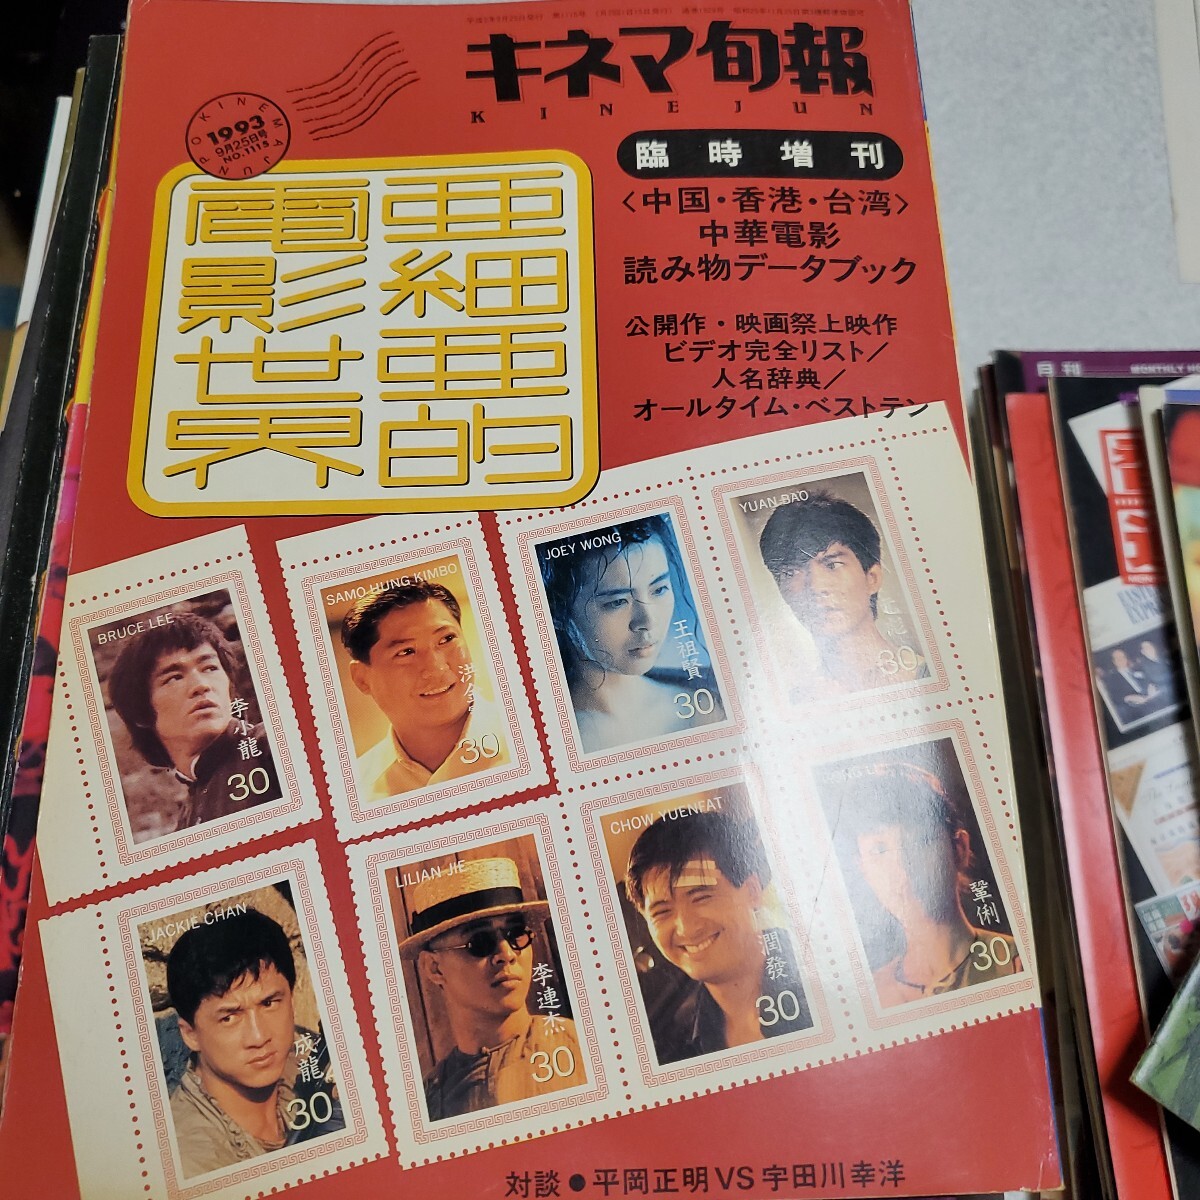 キネマ旬報
KINEJUN
KINEMAJUNPO
1993
9月25日号
NO.1115
臨時増刊
〈中国・香港・台湾〉
中華電影
読み物データブック
亜細亜的
電影世界
公開作・映画祭上映作
ビデオ完全リスト/
人名辞典/
オールタイム・ベストテン
BRUCE LEE
李小龍
30
SAMO HUNG KIMBO
洪金
30
JOEY WONG
王祖賢
30
YUAN BAO
30
JACKIE CHAN
成龍
30
LILIAN JIE
李連杰
30
CHOW YUENFAT
潤發
30
鞏俐
30
対談●平岡正明VS宇田川幸洋
月刊
MONTHLY